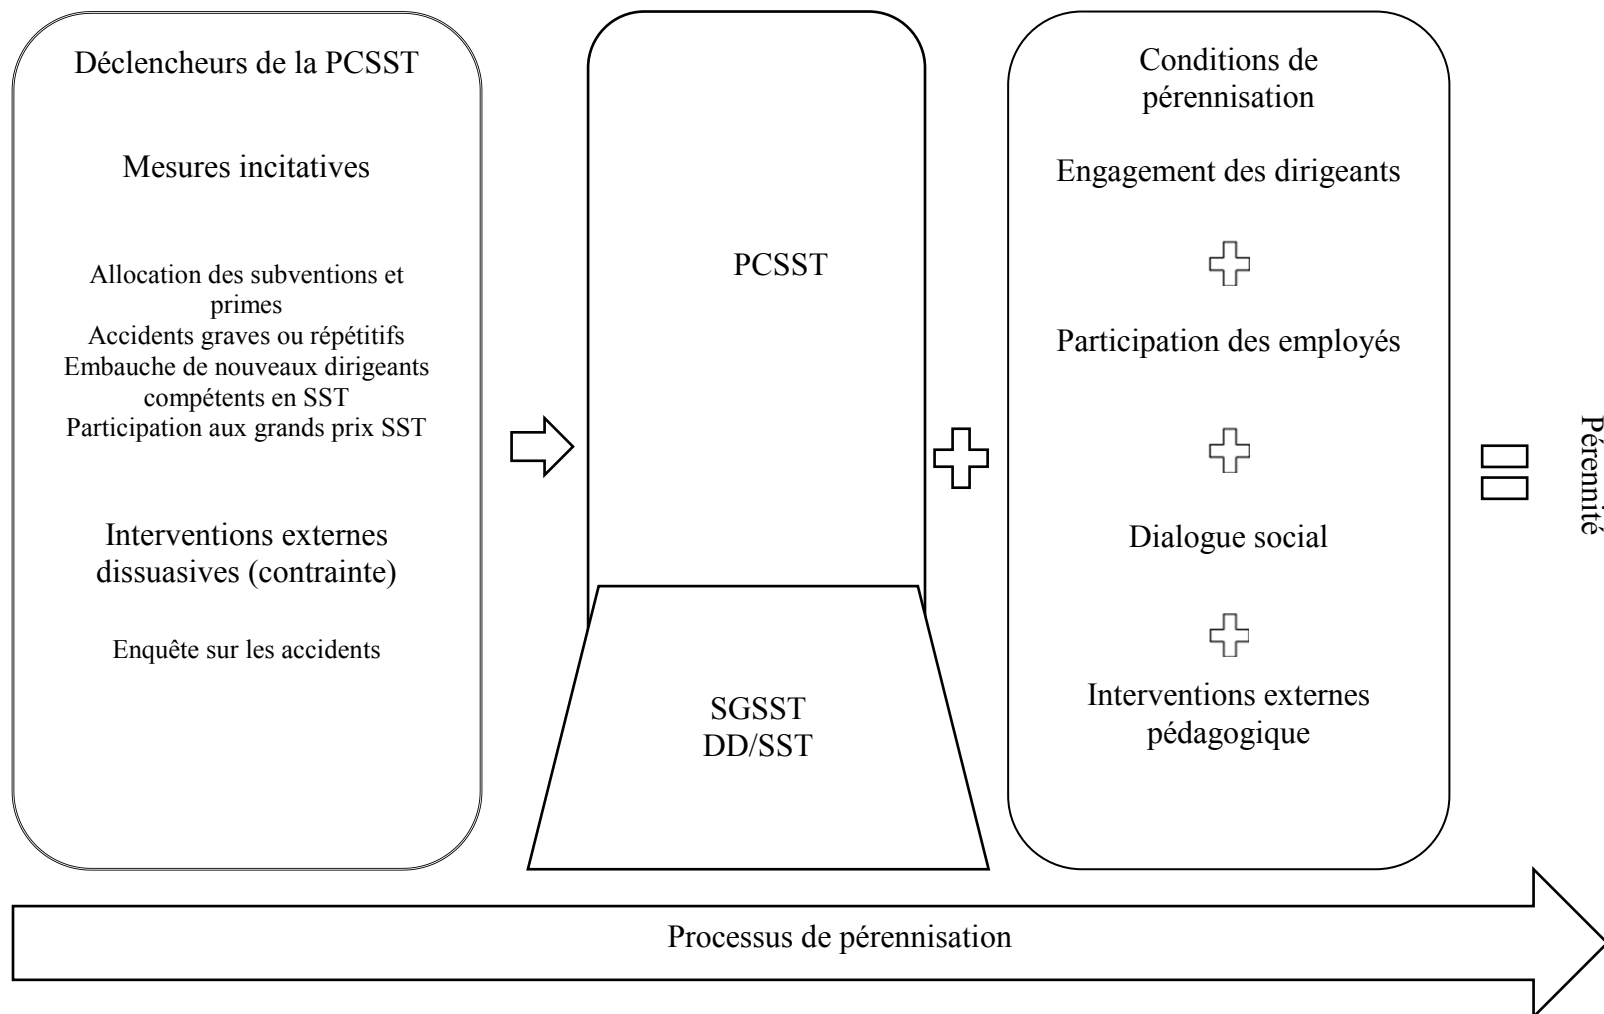 Déclencheurs de la PCSST
Mesures incitatives
Allocation des subventions et
primes
Accidents graves ou répétitifs
Embauche de nouveaux dirigeants
compétents en SST
Participation aux grands prix SST
Interventions externes
dissuasives (contrainte)
Enquête sur les accidents
PCSST
SGSST
DD/SST
Conditions de
pérennisation
Engagement des dirigeants
Participation des employés
Dialogue social
Interventions externes
pédagogique
Pérennité
Processus de pérennisation